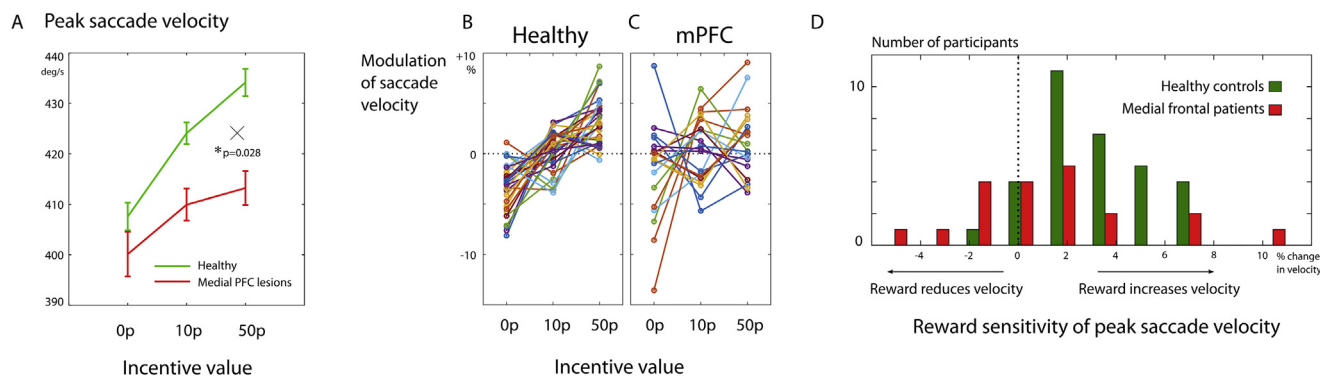 A
Peak saccade velocity
440
deg/s
430
420
410
400
390
*p=0.028
Healthy
Medial PFC lesions
0p
10p
50p
Incentive value
B
C
Healthy
mPFC
Modulation
of saccade
velocity
+10
%
0
-10
0p
10p
50p
0p
10p
50p
Incentive value
D
Number of participants
10
0
Healthy controls
Medial frontal patients
-4
-2
0
2
4
6
8
10
% change
in velocity
Reward reduces velocity
Reward increases velocity
Reward sensitivity of peak saccade velocity